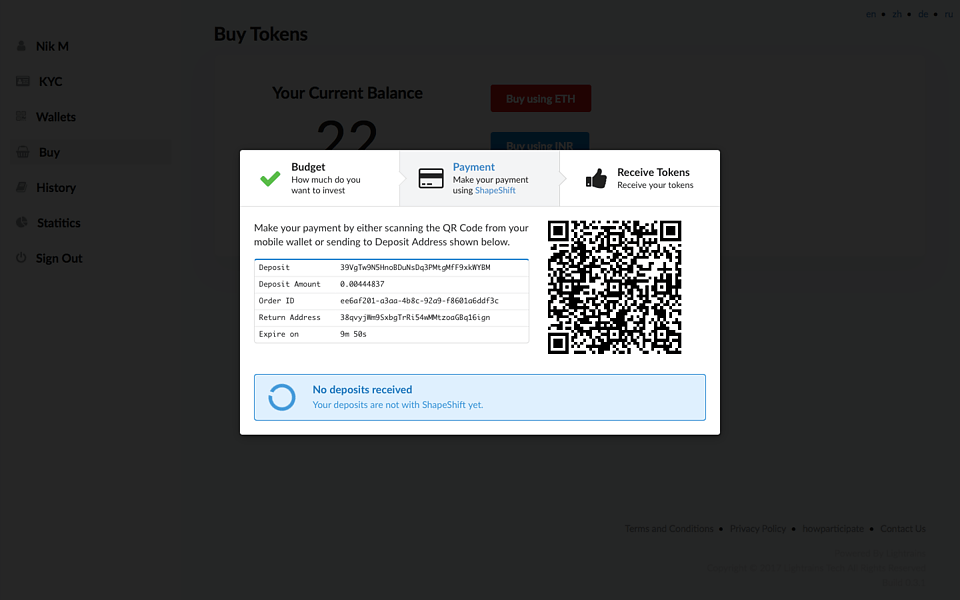 en • zh • de • ru
Buy Tokens
Nik M
KYC
Wallets
Buy
History
Statitics
Sign Out
Your Current Balance
22
Buy using ETH
Buy using INR
Budget
How much do you
want to invest
Payment
Make your payment
using ShapeShift
Receive Tokens
Receive your tokens
Make your payment by either scanning the QR Code from your
mobile wallet or sending to Deposit Address shown below.
Deposit 39VgTw9N5HnoBDuNsDq3PMtgMfF9xkWYBM
Deposit Amount 0.00444837
Order ID ee6af201-a3aa-4b8c-92a9-f8601a6ddf3c
Return Address 38qvyjWm9SxbgTrRi54wMMtzoaGBq16ign
Expire on 9m 50s
No deposits received
Your deposits are not with ShapeShift yet.
Terms and Conditions • Privacy Policy • howparticipate • Contact Us